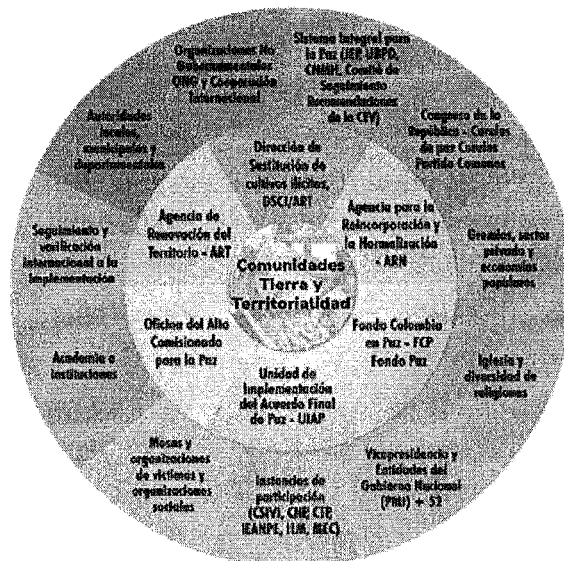 Organizaciones No
Gubernamentales
ONG y Cooperación
Internacional
Sistema Integral para
la Paz (JEP, UBPD,
CNMH, Comité de
Seguimiento
Recomendaciones
de la CEV)
Autoridades
locales,
municipales y
departamentales
Congreso de la
República - Curules
de paz Curules
Partido Comunes
Dirección de
Sustitución de
cultivos ilícitos,
DSCI/ART
Agencia de
Renovación del
Territorio - ART
Agencia para la
Reincorporación y
la Normalización
- ARN
Seguimiento y
verificación
internacional a la
implementación
Gremios, sector
privado y
economías
populares
Comunidades
Tierra y
Territorialidad
Oficina del Alto
Comisionado
para la Paz
Fondo Colombia
en Paz - FCP
Fondo Paz
Academia e
instituciones
Iglesia y
diversidad de
religiones
Unidad de
Implementación
del Acuerdo Final
de Paz - UIAP
Mesas y
organizaciones
de víctimas y
organizaciones
sociales
Instancias de
participación
(CSIVI, CNR, CTP,
IEANPE, MEC)
Vicepresidencia y
Entidades del
Gobierno Nacional
(PMI) + 52